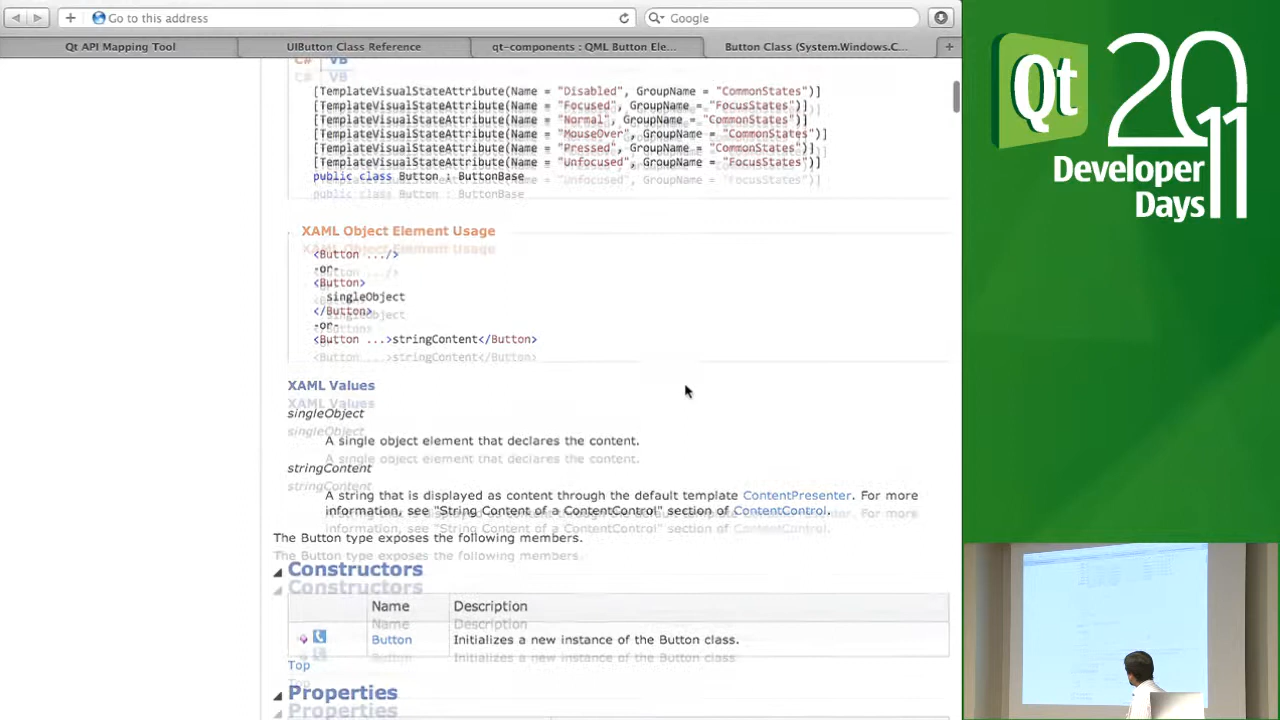 Go to this address
Google
Qt API Mapping Tool
UIButton Class Reference
qt-components : QML Button Ele...
Button Class (System.Windows.C...
C# VB
[TemplateVisualStateAttribute(Name = "Disabled", GroupName = "CommonStates")]
[TemplateVisualStateAttribute(Name = "Focused", GroupName = "FocusStates")]
[TemplateVisualStateAttribute(Name = "Normal", GroupName = "CommonStates")]
[TemplateVisualStateAttribute(Name = "MouseOver", GroupName = "CommonStates")]
[TemplateVisualStateAttribute(Name = "Pressed", GroupName = "CommonStates")]
[TemplateVisualStateAttribute(Name = "Unfocused", GroupName = "FocusStates")]
public class Button : ButtonBase
XAML Object Element Usage
<Button .../>
-or-
<Button>
singleObject
</Button>
-or-
<Button ...>stringContent</Button>
XAML Values
singleObject
A single object element that declares the content.
stringContent
A string that is displayed as content through the default template ContentPresenter. For more
information, see "String Content of a ContentControl" section of ContentControl.
The Button type exposes the following members.
Constructors
Name Description
Button Initializes a new instance of the Button class.
Top
Properties
Qt 2011
Developer
Days